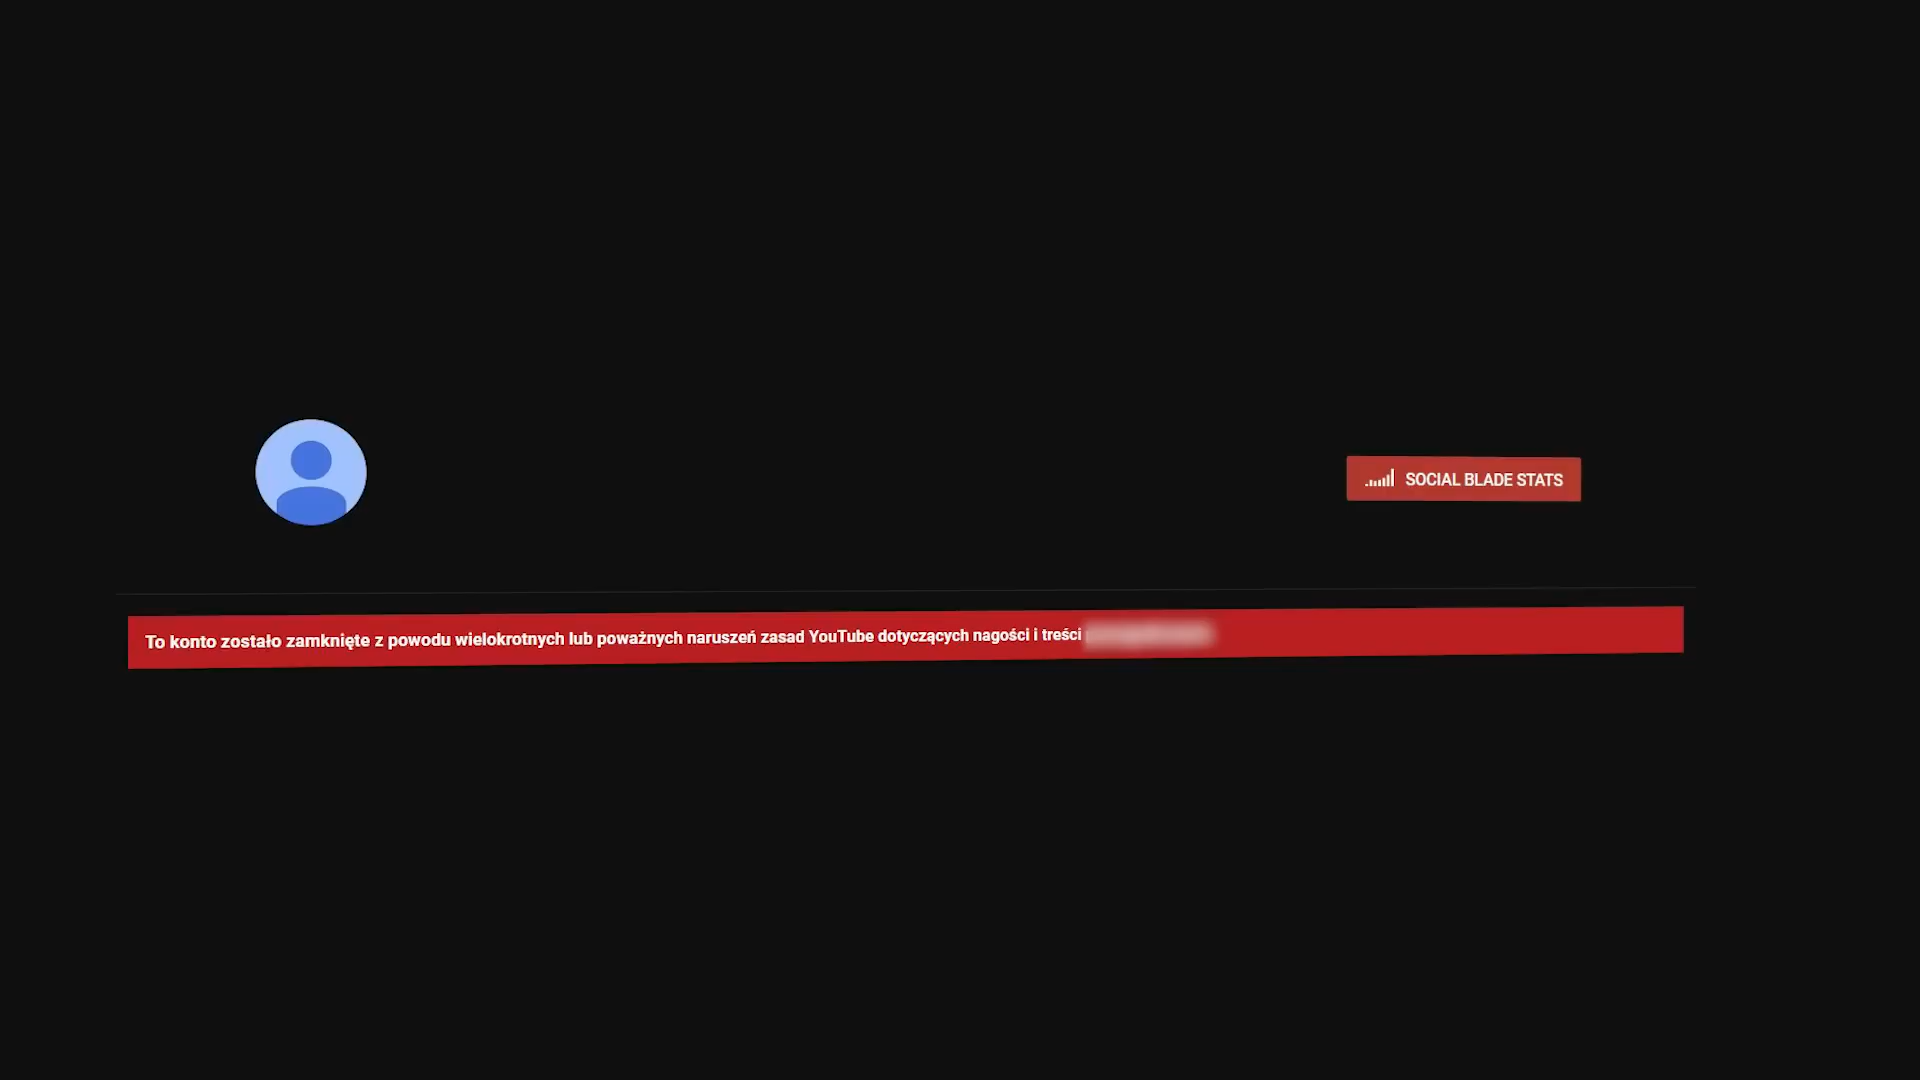 SOCIAL BLADE STATS
To konto zostało zamknięte z powodu wielokrotnych lub poważnych naruszeń zasad YouTube dotyczących nagości i treści